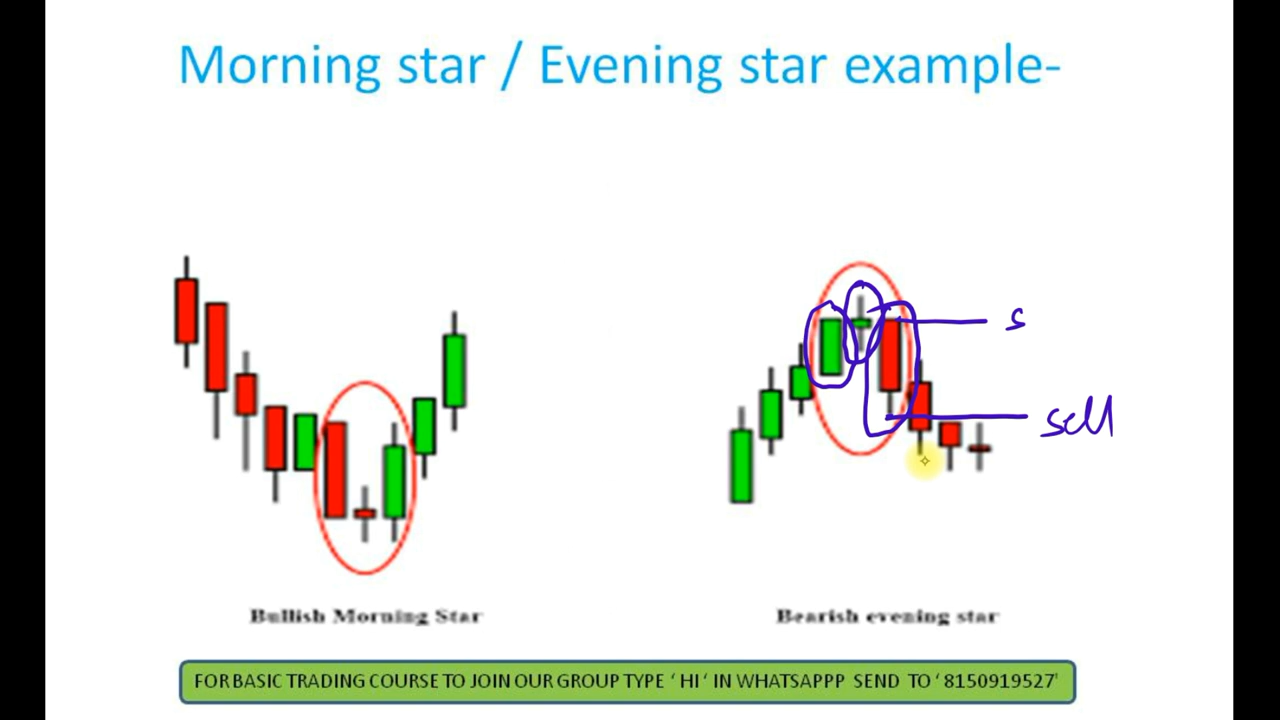 Morning star / Evening star example-
s
sell
Bullish Morning Star
Bearish evening star
FOR BASIC TRADING COURSE TO JOIN OUR GROUP TYPE ‘ HI ‘ IN WHATSAPPP SEND TO ‘ 8150919527'